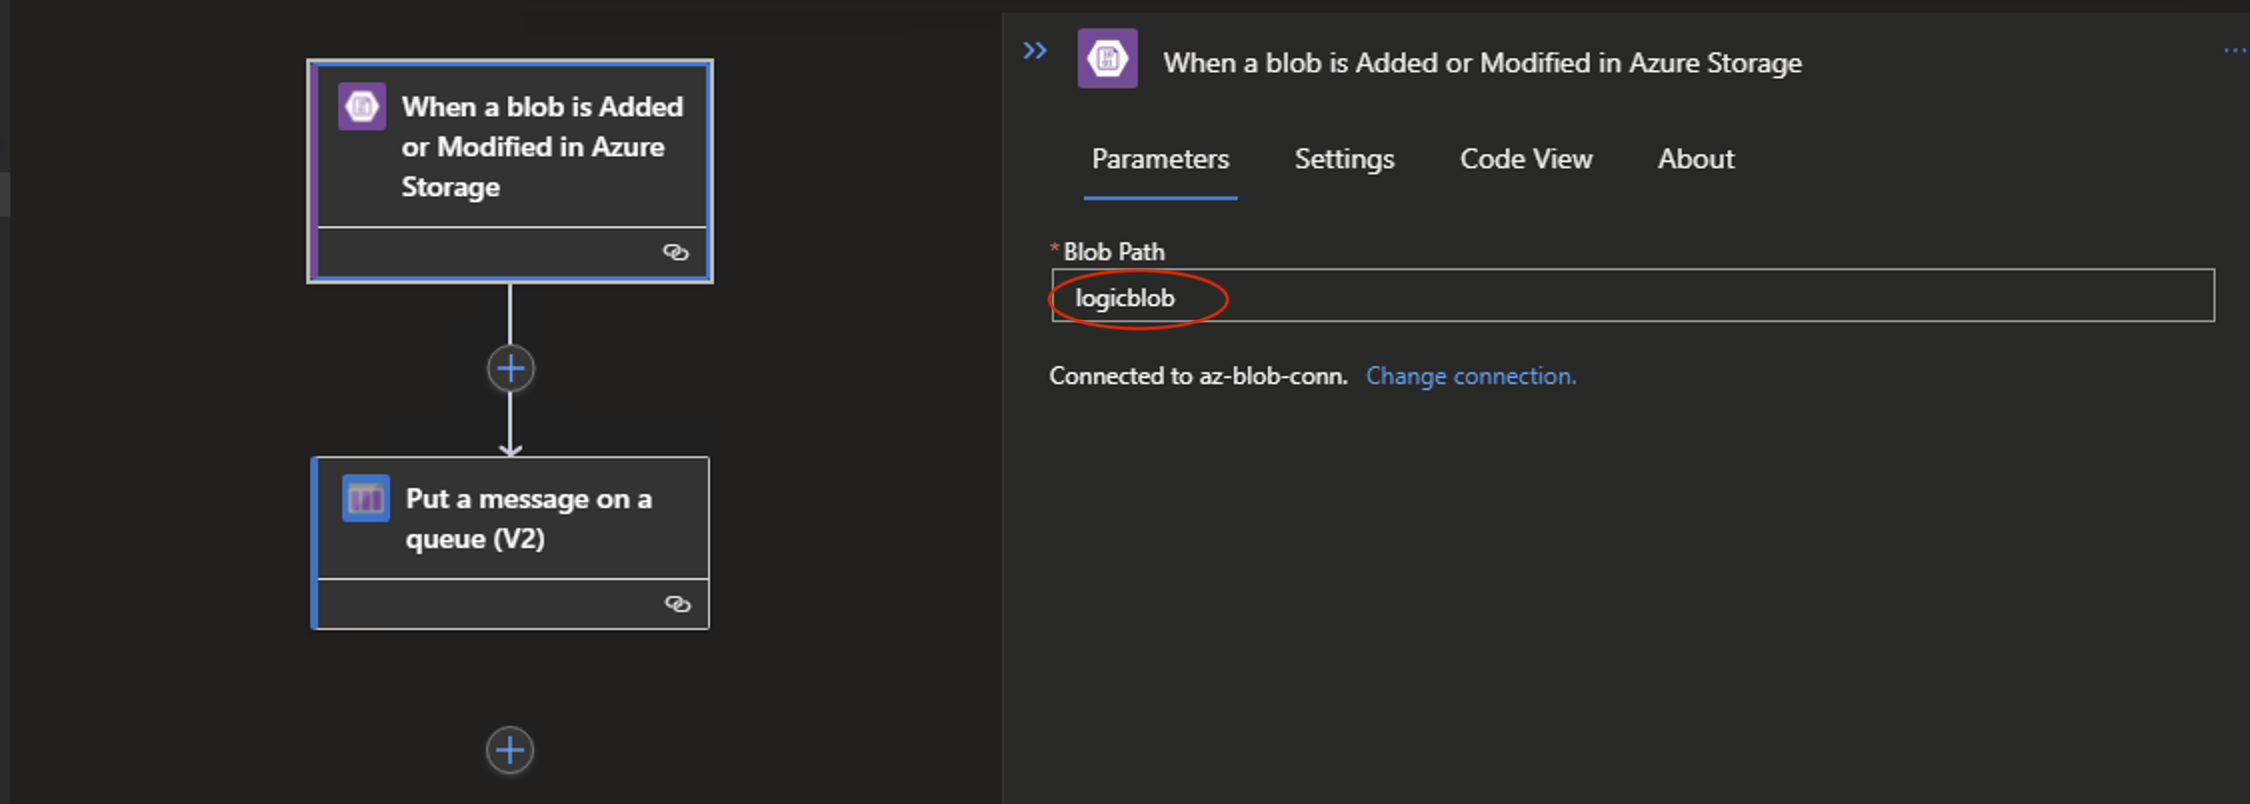 When a blob is Added
or Modified in Azure
Storage
Put a message on a
queue (V2)
When a blob is Added or Modified in Azure Storage
Parameters Settings Code View About
* Blob Path
logicblob
Connected to az-blob-conn. Change connection.